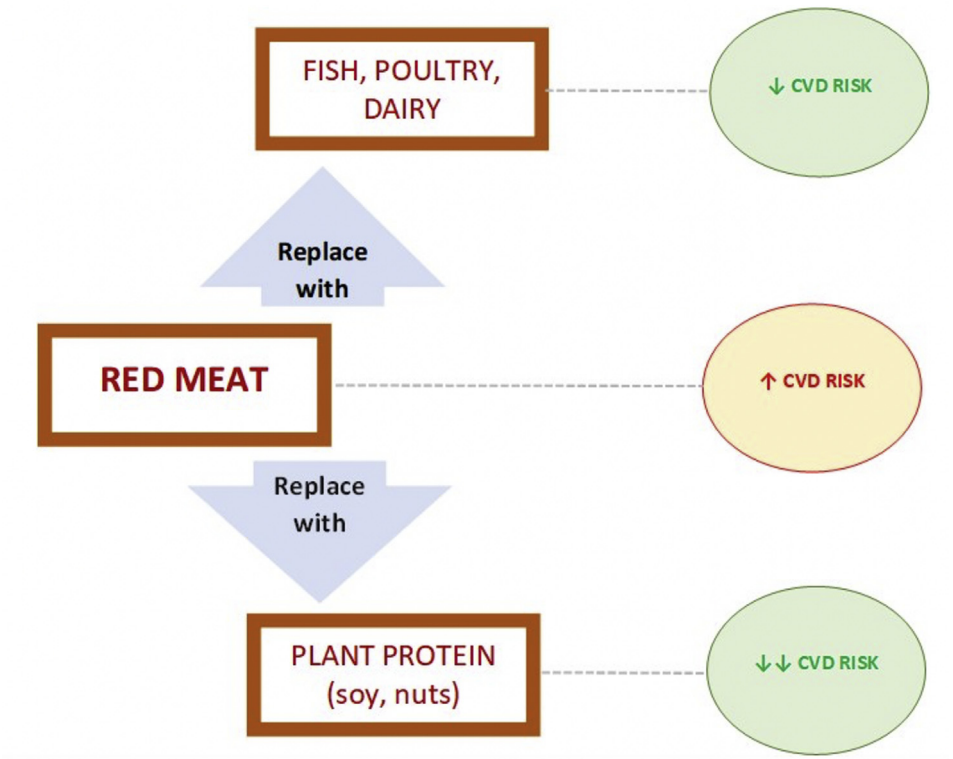 FISH, POULTRY,
DAIRY
↓ CVD RISK
Replace
with
RED MEAT
↑ CVD RISK
Replace
with
PLANT PROTEIN
(soy, nuts)
↓↓ CVD RISK